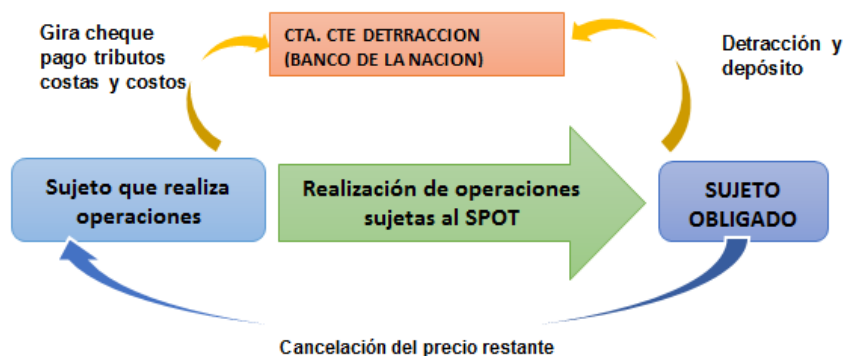 Gira cheque
pago tributos
costas y costos
CTA. CTE DETRRACCION
(BANCO DE LA NACION)
Detracción y
depósito
Sujeto que realiza
operaciones
Realización de operaciones
sujetas al SPOT
SUJETO
OBLIGADO
Cancelación del precio restante